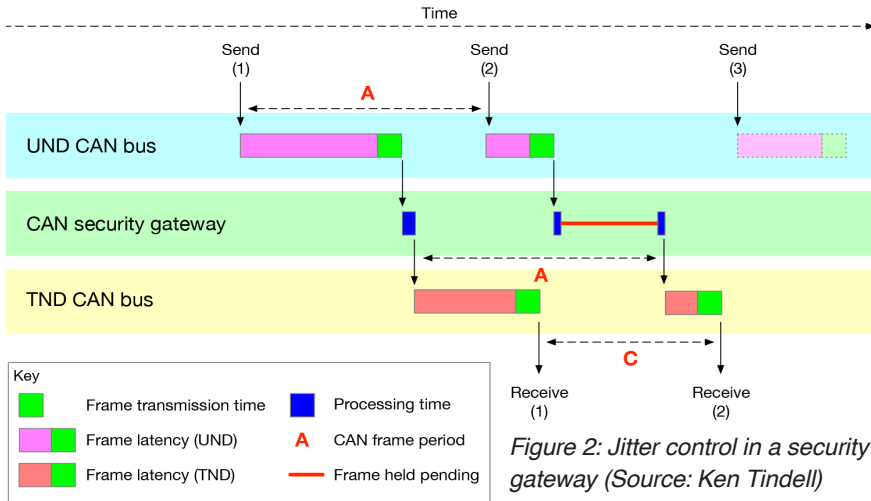 Time
Send
(1)
Send
(2)
Send
(3)
A
UND CAN bus
CAN security gateway
A
TND CAN bus
C
Receive
(1)
Receive
(2)
Key
Frame transmission time
Frame latency (UND)
Frame latency (TND)
Processing time
A CAN frame period
Frame held pending
Figure 2: Jitter control in a security
gateway (Source: Ken Tindell)